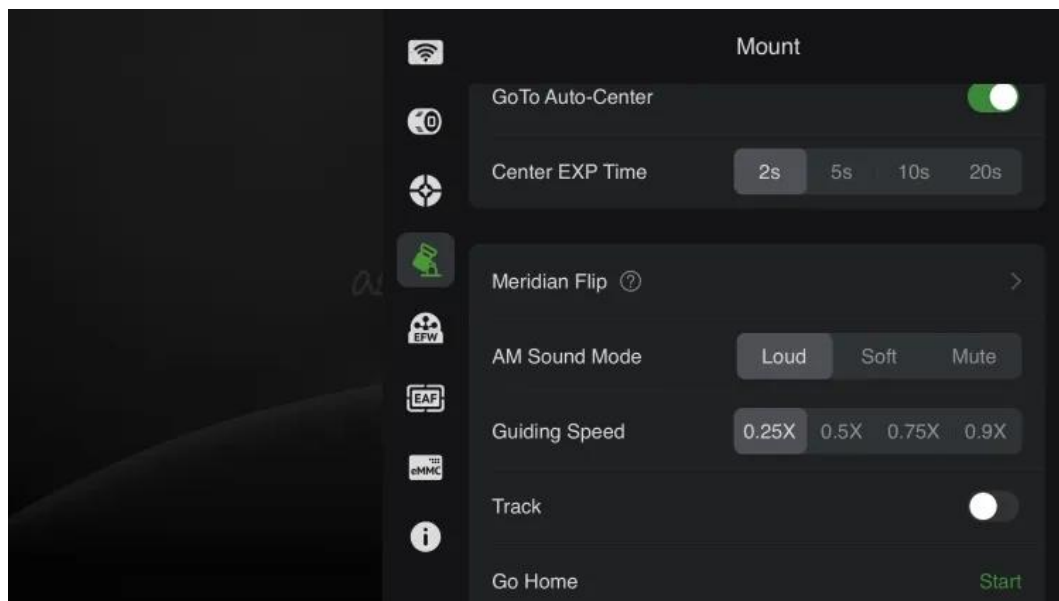 Mount
GoTo Auto-Center
Center EXP Time 2s 5s 10s 20s
Meridian Flip ?
AM Sound Mode Loud Soft Mute
EFW
EAF
Guiding Speed 0.25X 0.5X 0.75X 0.9X
eMMC
Track
i
Go Home Start